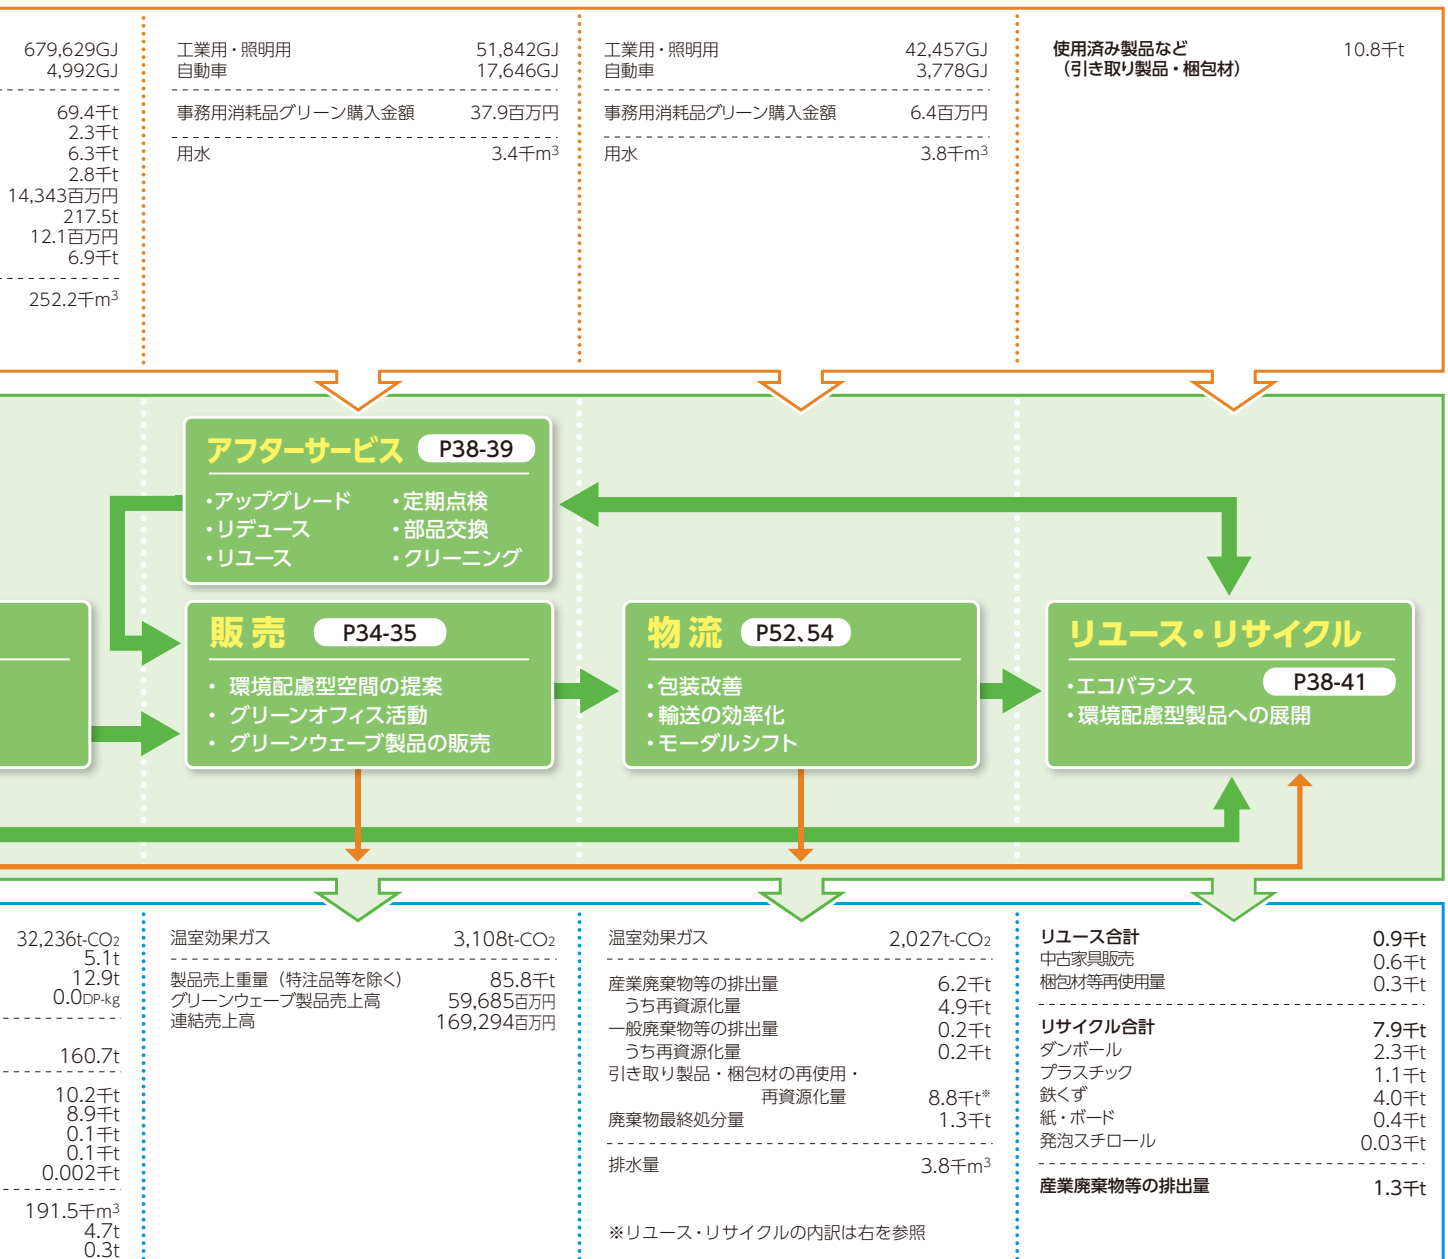 679,629GJ
4,992GJ
69.4千t
2.3千t
6.3千t
2.8千t
14,343百万円
217.5t
12.1百万円
6.9千t
252.2千m³
工業用・照明用 51,842GJ
自動車 17,646GJ
事務用消耗品グリーン購入金額 37.9百万円
用水 3.4千m³
工業用・照明用 42,457GJ
自動車 3,778GJ
事務用消耗品グリーン購入金額 6.4百万円
用水 3.8千m³
使用済み製品など 10.8千t
（引き取り製品・梱包材）
アフターサービス P38-39
・アップグレード ・定期点検
・リデュース ・部品交換
・リユース ・クリーニング
販売 P34-35
・ 環境配慮型空間の提案
・ グリーンオフィス活動
・ グリーンウェーブ製品の販売
物流 P52、54
・包装改善
・輸送の効率化
・モーダルシフト
リユース・リサイクル
・エコバランス P38-41
・環境配慮型製品への展開
32,236t-CO2
5.1t
12.9t
0.0DP-kg
160.7t
10.2千t
8.9千t
0.1千t
0.1千t
0.002千t
191.5千m³
4.7t
0.3t
温室効果ガス 3,108t-CO2
製品売上重量（特注品等を除く） 85.8千t
グリーンウェーブ製品売上高 59,685百万円
連結売上高 169,294百万円
温室効果ガス 2,027t-CO2
産業廃棄物等の排出量 6.2千t
うち再資源化量 4.9千t
一般廃棄物等の排出量 0.2千t
うち再資源化量 0.2千t
引き取り製品・梱包材の再使用・
再資源化量 8.8千t※
廃棄物最終処分量 1.3千t
排水量 3.8千m³
※リユース・リサイクルの内訳は右を参照
リユース合計 0.9千t
中古家具販売 0.6千t
梱包材等再使用量 0.3千t
リサイクル合計 7.9千t
ダンボール 2.3千t
プラスチック 1.1千t
鉄くず 4.0千t
紙・ボード 0.4千t
発泡スチロール 0.03千t
産業廃棄物等の排出量 1.3千t